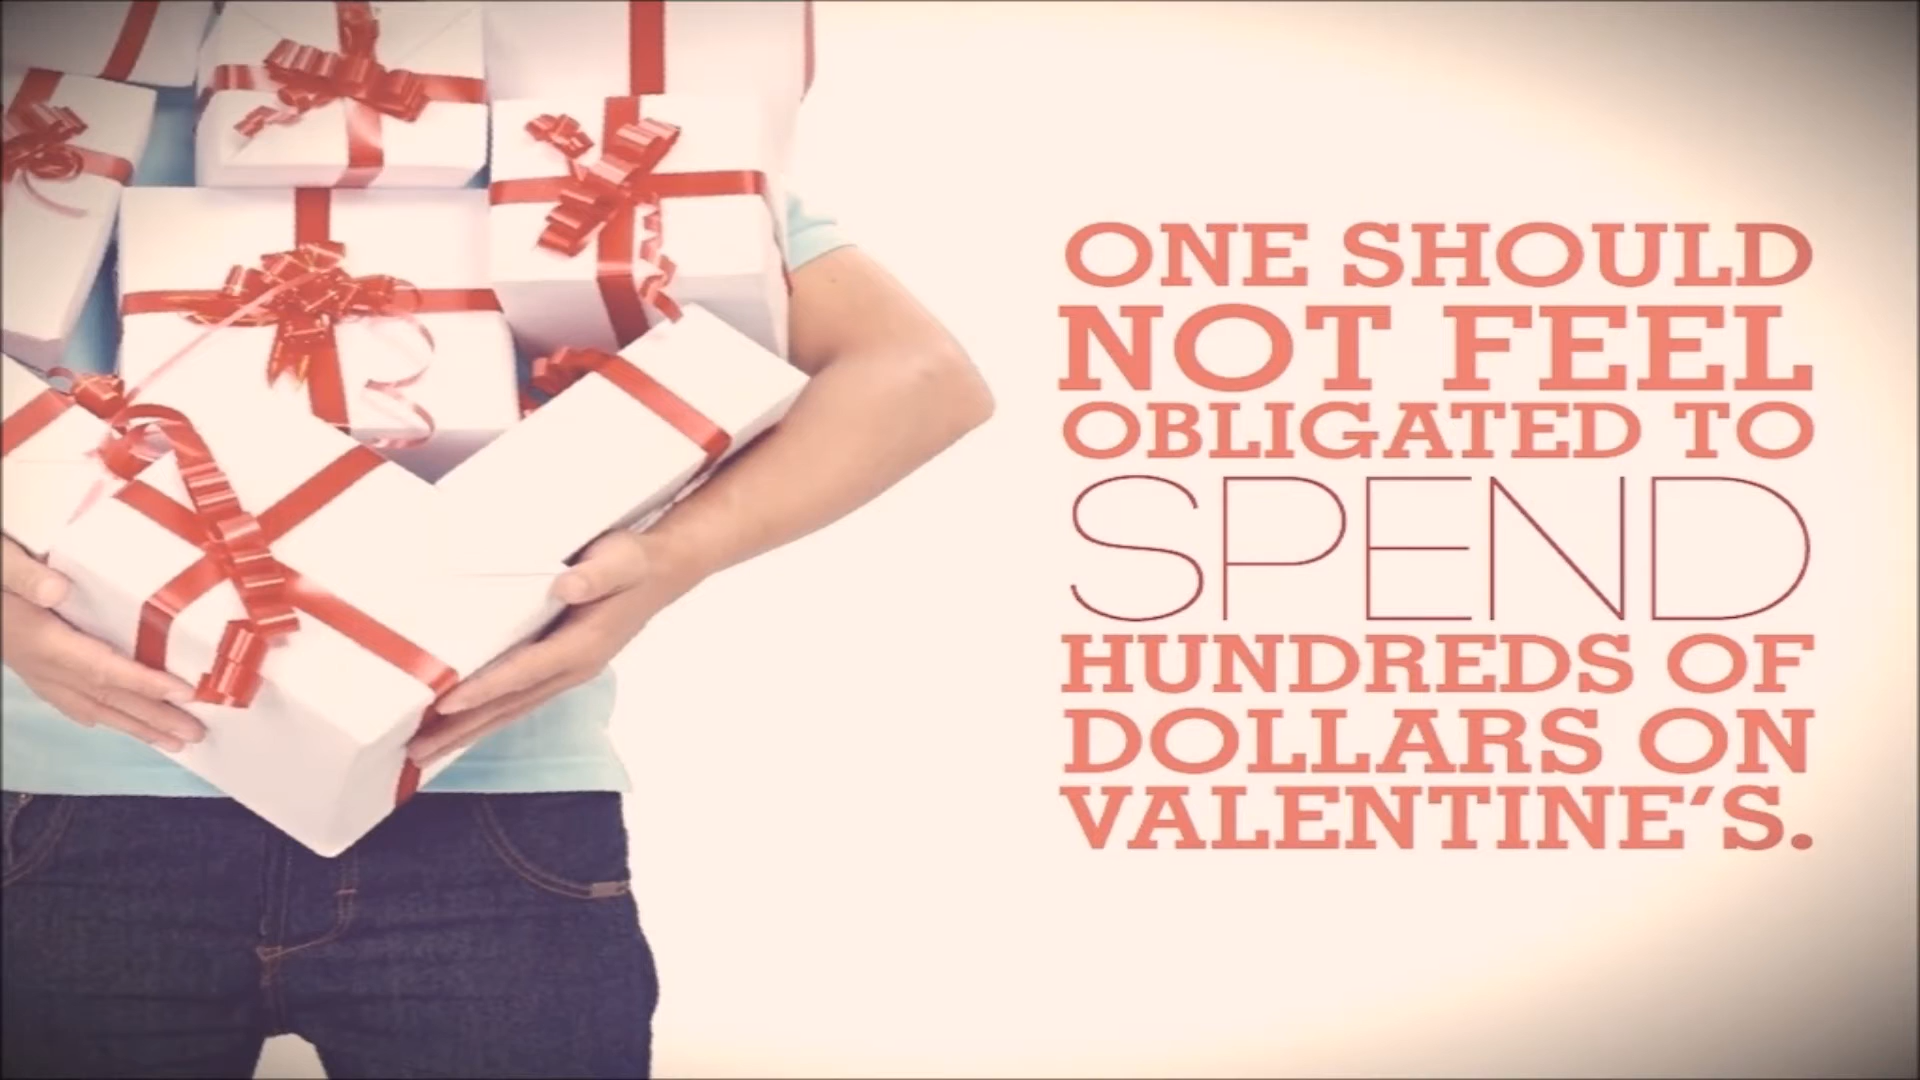 ONE SHOULD
NOT FEEL
OBLIGATED TO
SPEND
HUNDREDS OF
DOLLARS ON
VALENTINE'S.